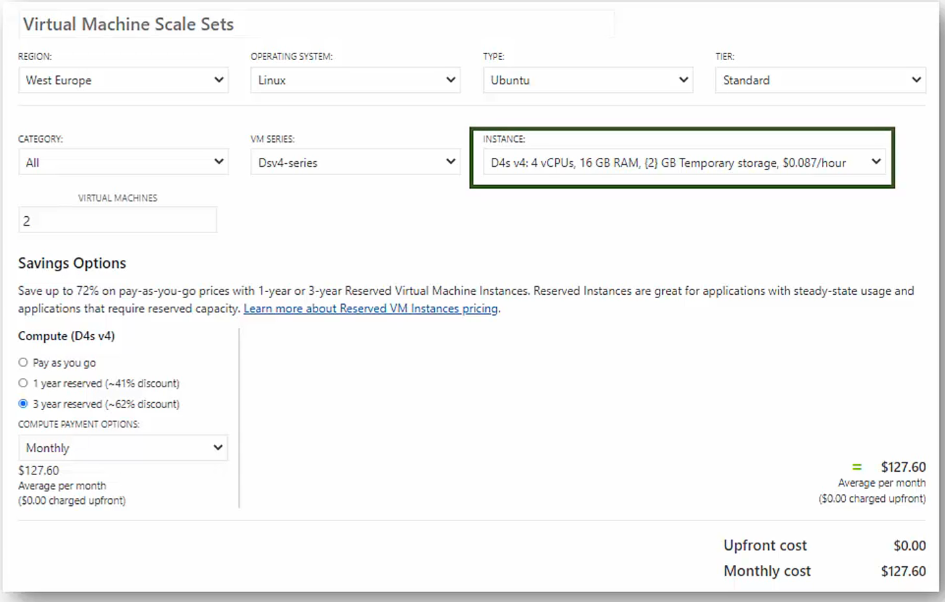 Virtual Machine Scale Sets
REGION: OPERATING SYSTEM: TYPE: TIER:
West Europe Linux Ubuntu Standard
CATEGORY: VM SERIES: INSTANCE:
All Dsv4-series D4s v4: 4 vCPUs, 16 GB RAM, {2} GB Temporary storage, $0.087/hour
VIRTUAL MACHINES
2
Savings Options
Save up to 72% on pay-as-you-go prices with 1-year or 3-year Reserved Virtual Machine Instances. Reserved Instances are great for applications with steady-state usage and
applications that require reserved capacity. Learn more about Reserved VM Instances pricing.
Compute (D4s v4)
Pay as you go
1 year reserved (~41% discount)
3 year reserved (~62% discount)
COMPUTE PAYMENT OPTIONS:
Monthly
$127.60
Average per month
($0.00 charged upfront)
= $127.60
Average per month
($0.00 charged upfront)
Upfront cost $0.00
Monthly cost $127.60